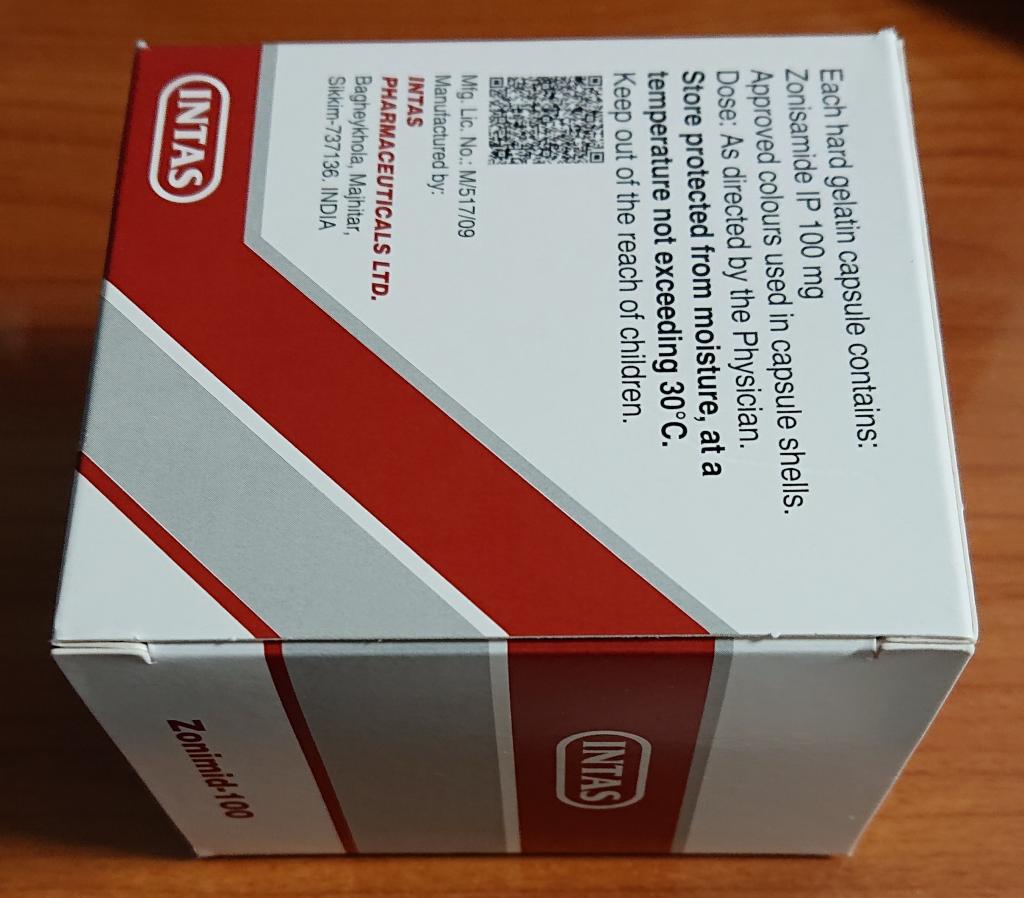 Each hard gelatin capsule contains:
Zonisamide IP 100 mg
Approved colours used in capsule shells.
Dose: As directed by the Physician.
Store protected from moisture, at a
temperature not exceeding 30°C.
Keep out of the reach of children.
Mfg. Lic. No.: M/517/09
Manufactured by:
INTAS
PHARMACEUTICALS LTD.
Bagheykhola, Majhitar,
Sikkim-737136. INDIA
INTAS
INTAS
Zonimid-100